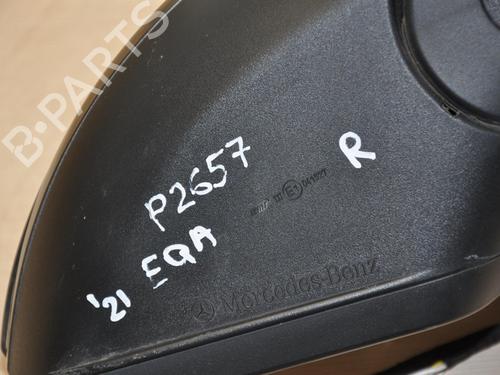 B-PARTS
P2657
R
'21 EQA
Mercedes-Benz